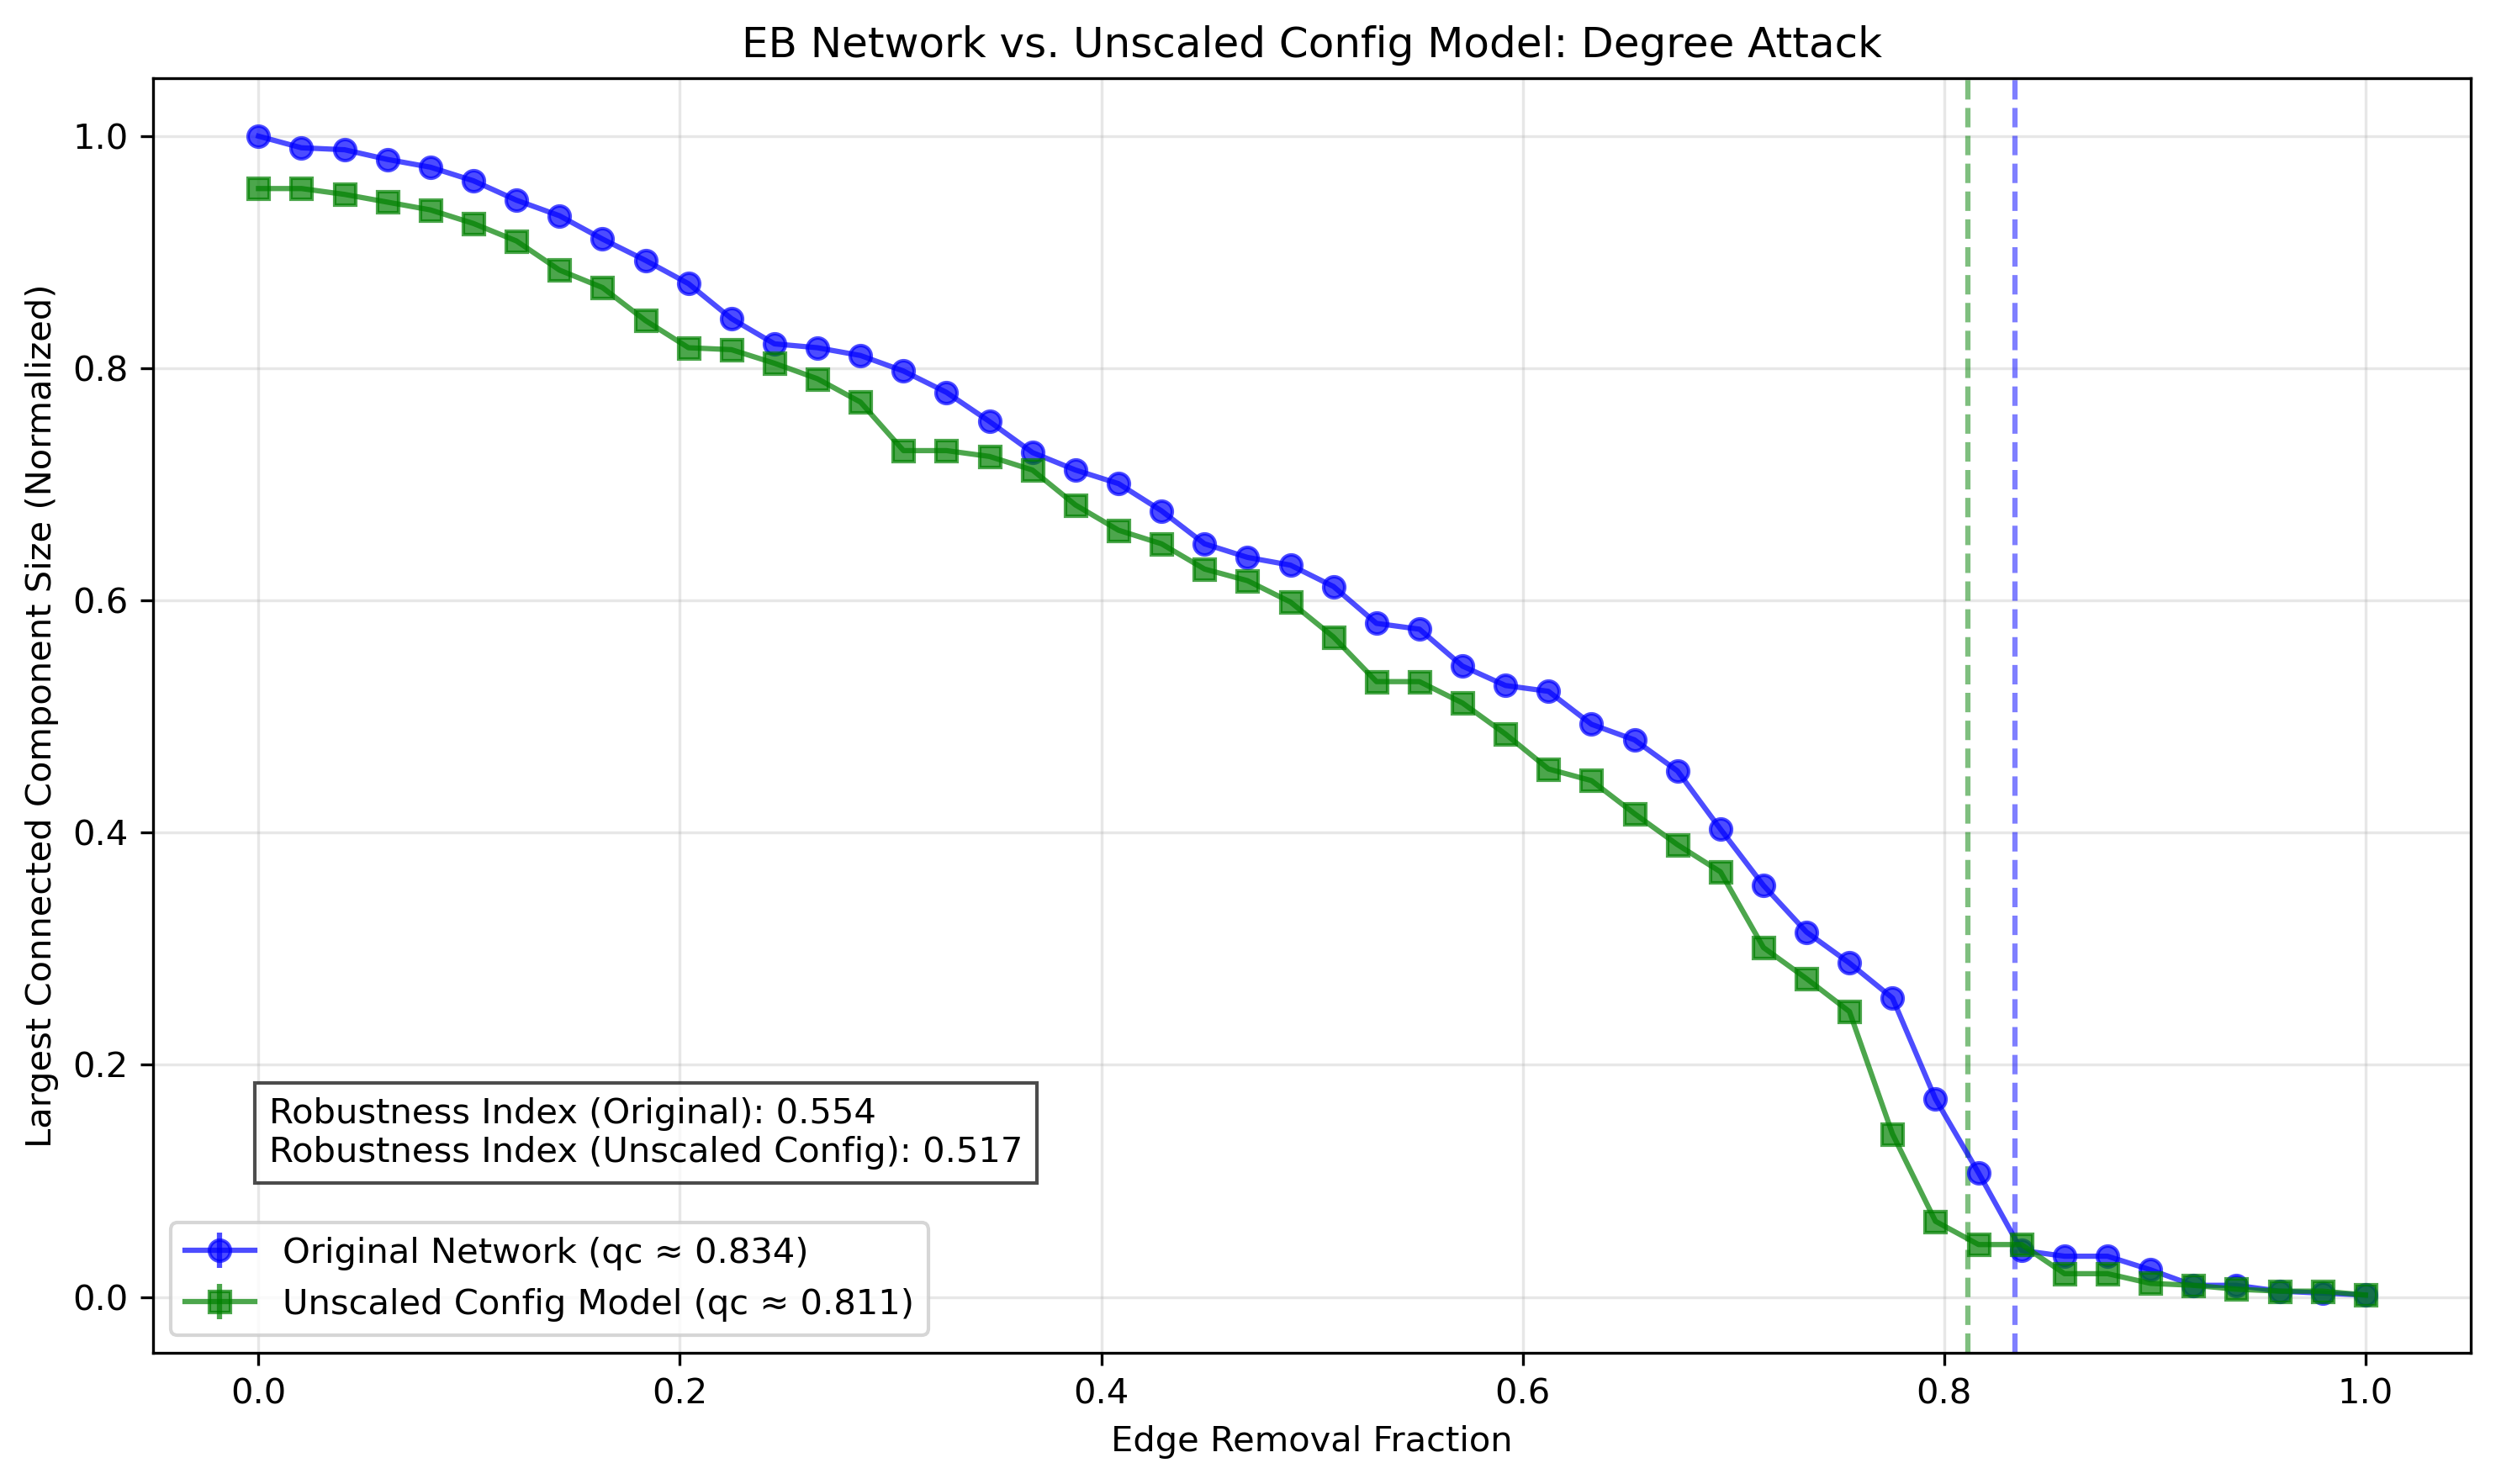 EB Network vs. Unscaled Config Model: Degree Attack
Largest Connected Component Size (Normalized)
1.0
0.8
0.6
0.4
0.2
0.0
Robustness Index (Original): 0.554
Robustness Index (Unscaled Config): 0.517
Original Network (qc ≈ 0.834)
Unscaled Config Model (qc ≈ 0.811)
0.0 0.2 0.4 0.6 0.8 1.0
Edge Removal Fraction